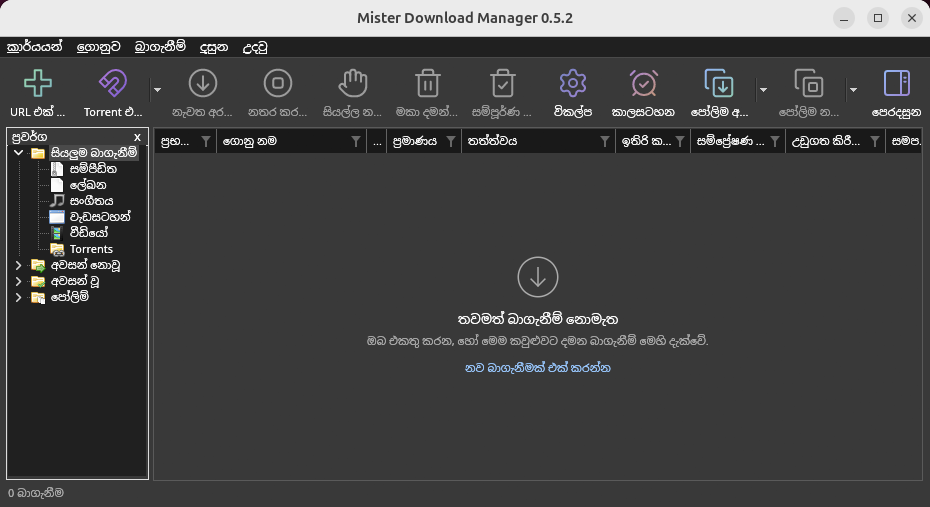 Mister Download Manager 0.5.2
කාර්යයන් ගොනුව බාගැනීම් දසුන උදවු
URL එක් ... Torrent එ... නැවත අර... නතර කර... සියල්ල න... මකා දමන්... සම්පූර්ණ ... විකල්ප කාලසටහන පෝලිම අ... පෝලිම න... පෙරදසුන
ප්‍රවර්ග x
ප්‍රභ... ගොනු නම ... ප්‍රමාණය තත්ත්වය ඉතිරි ක... සම්ප්‍රේෂණ ... උඩුගත කිරී... සමප.
සියලුම බාගැනීම්
සම්පීඩිත
ලේඛන
සංගීතය
වැඩසටහන්
වීඩියෝ
Torrents
අවසන් නොවූ
අවසන් වූ
පෝලිම්
තවමත් බාගැනීම් නොමැත
ඔබ එකතු කරන, හෝ මෙම කවුළුවට දමන බාගැනීම් මෙහි දැක්වේ.
නව බාගැනීමක් එක් කරන්න
0 බාගැනීම